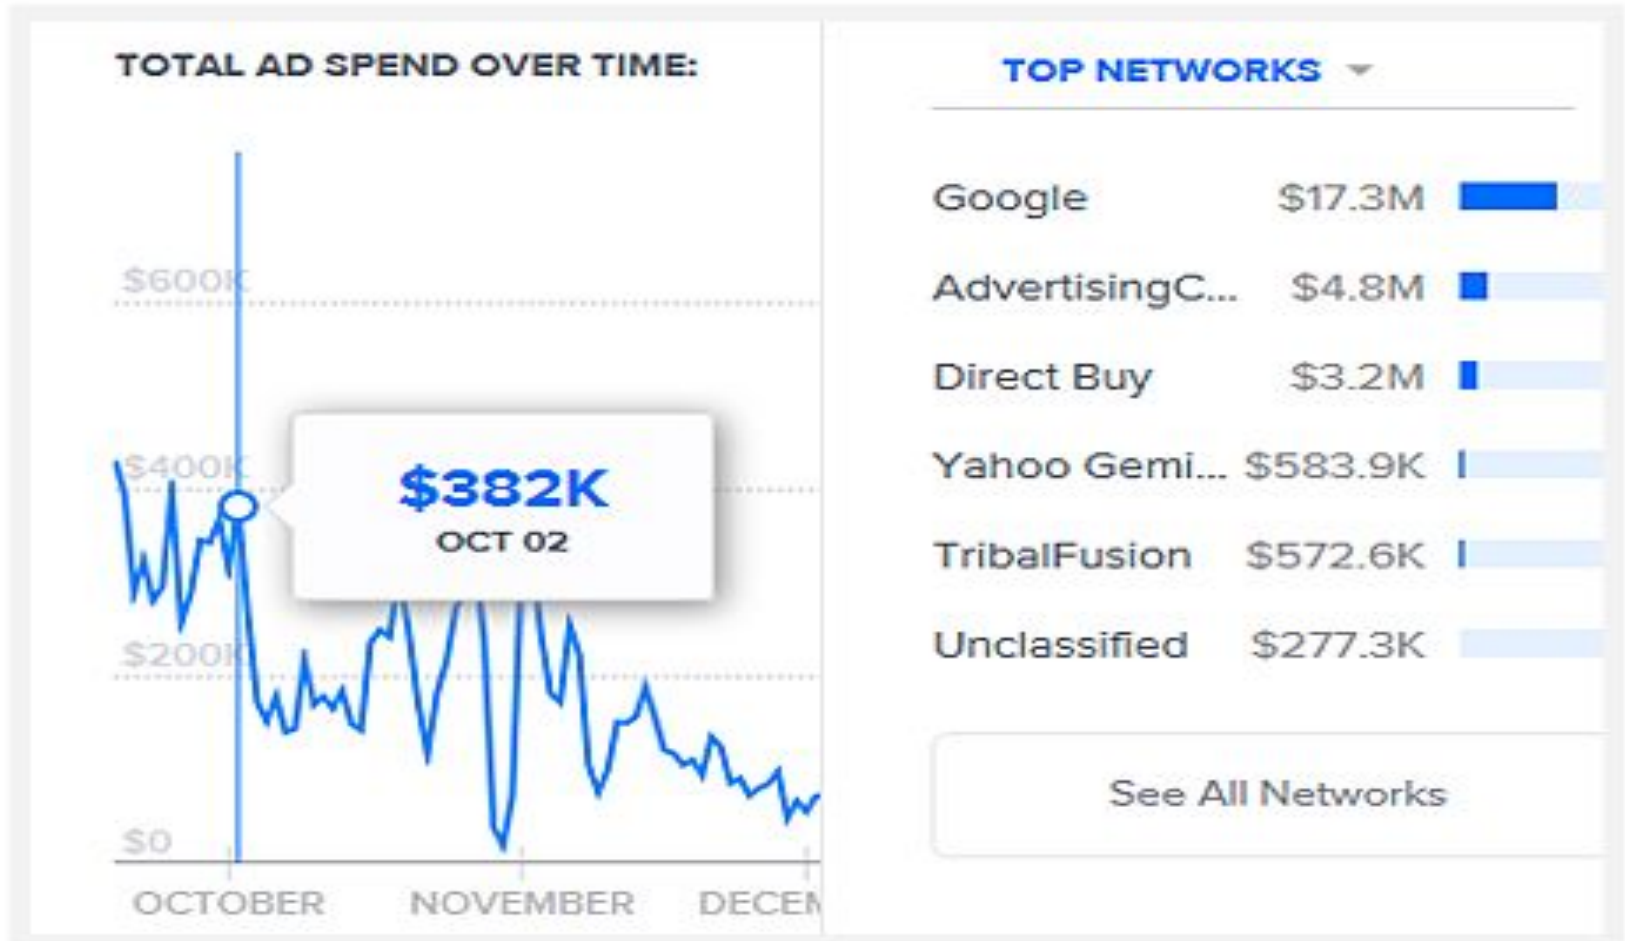 TOTAL AD SPEND OVER TIME:
$600K
$400K
$382K
OCT 02
$200K
$0
OCTOBER NOVEMBER DECEM
TOP NETWORKS
Google $17.3M
AdvertisingC... $4.8M
Direct Buy $3.2M
Yahoo Gemi... $583.9K
TribalFusion $572.6K
Unclassified $277.3K
See All Networks